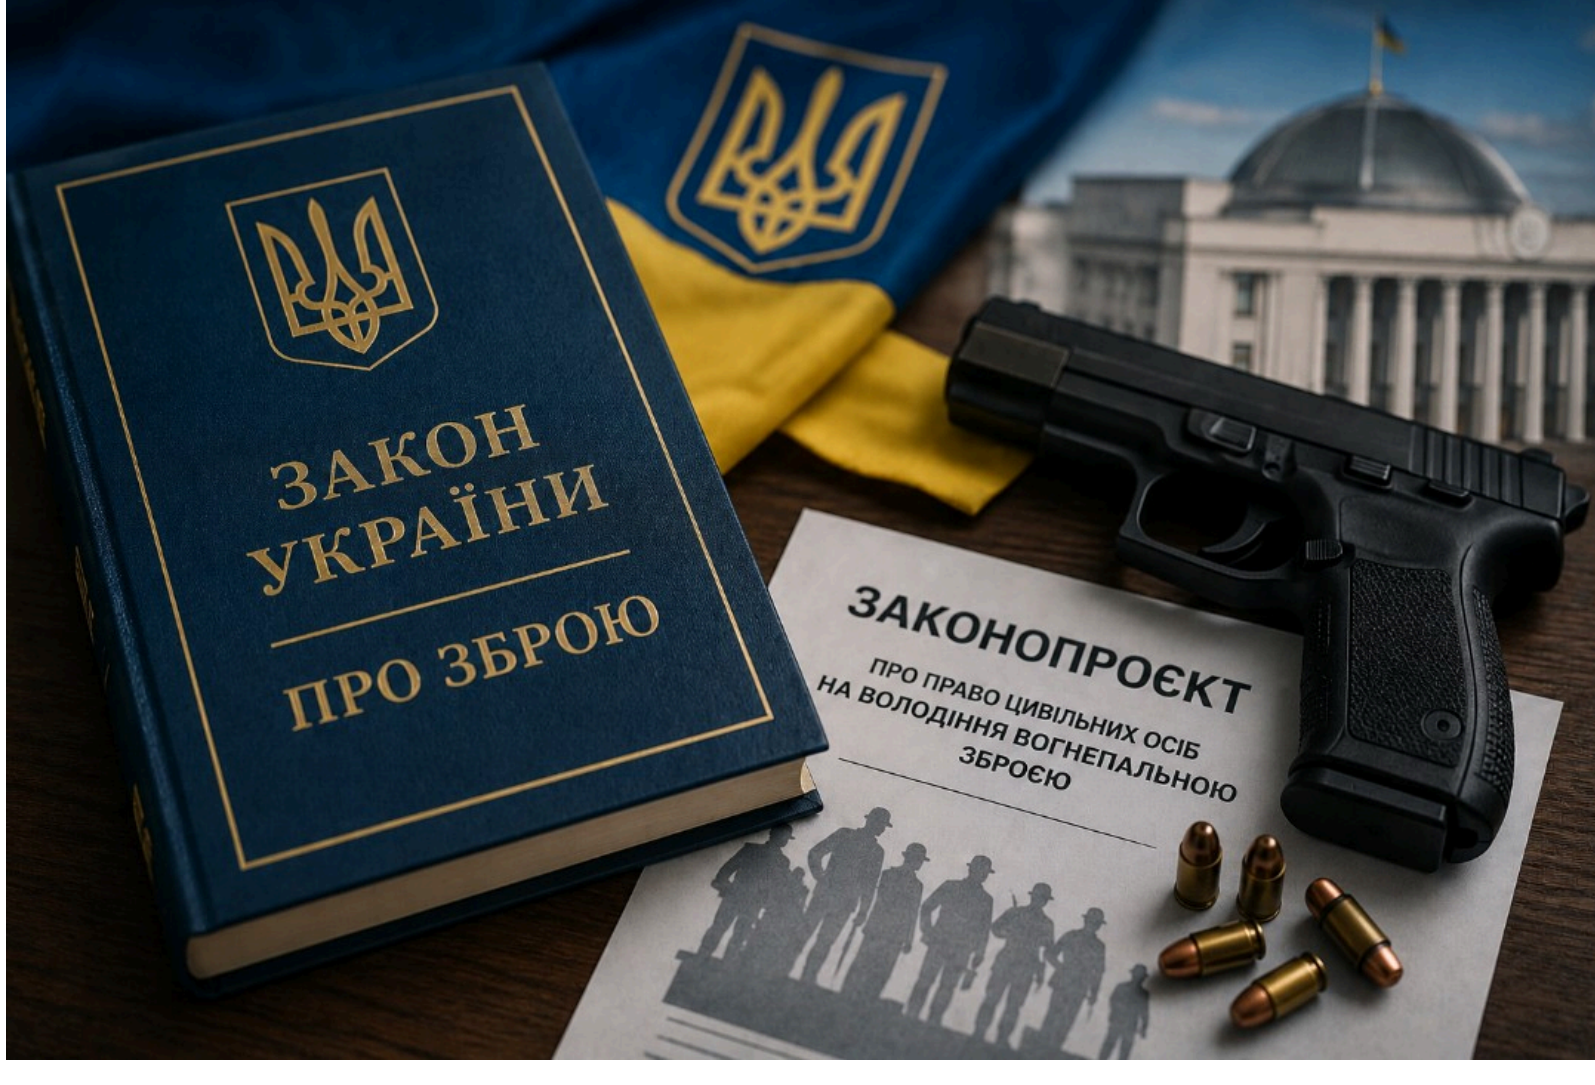 ЗАКОН
УКРАЇНИ
ПРО ЗБРОЮ
ЗАКОНОПРОЄКТ
ПРО ПРАВО ЦИВІЛЬНИХ ОСІБ
НА ВОЛОДІННЯ ВОГНЕПАЛЬНОЮ
ЗБРОЄЮ